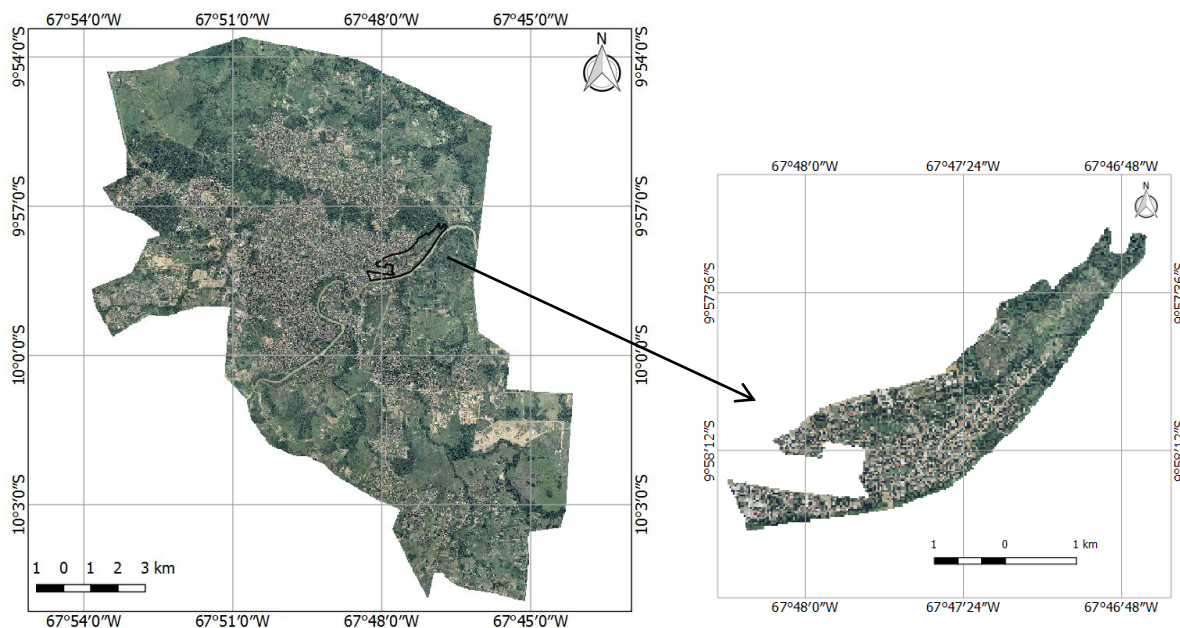 67°54′0″W 67°51′0″W 67°48′0″W 67°45′0″W
N
9°54′0″S 9°54′0″S
9°57′0″S 9°57′0″S
10°0′0″S 10°0′0″S
10°3′0″S 10°3′0″S
1 0 1 2 3 km
67°54′0″W 67°51′0″W 67°48′0″W 67°45′0″W
67°48′0″W 67°47′24″W 67°46′48″W
N
9°57′36″S 9°57′36″S
9°58′12″S 9°58′12″S
1 0 1 km
67°48′0″W 67°47′24″W 67°46′48″W